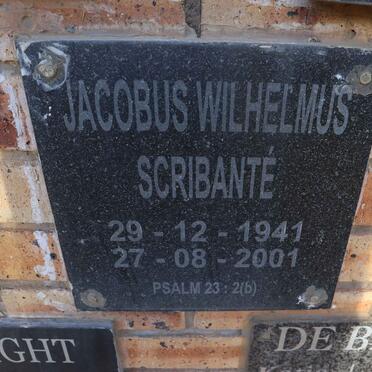 JACOBUS WILHELMUS
SCRIBANTÉ
29 - 12 - 1941
27 - 08 - 2001
PSALM 23 : 2(b)
GHT
DE B